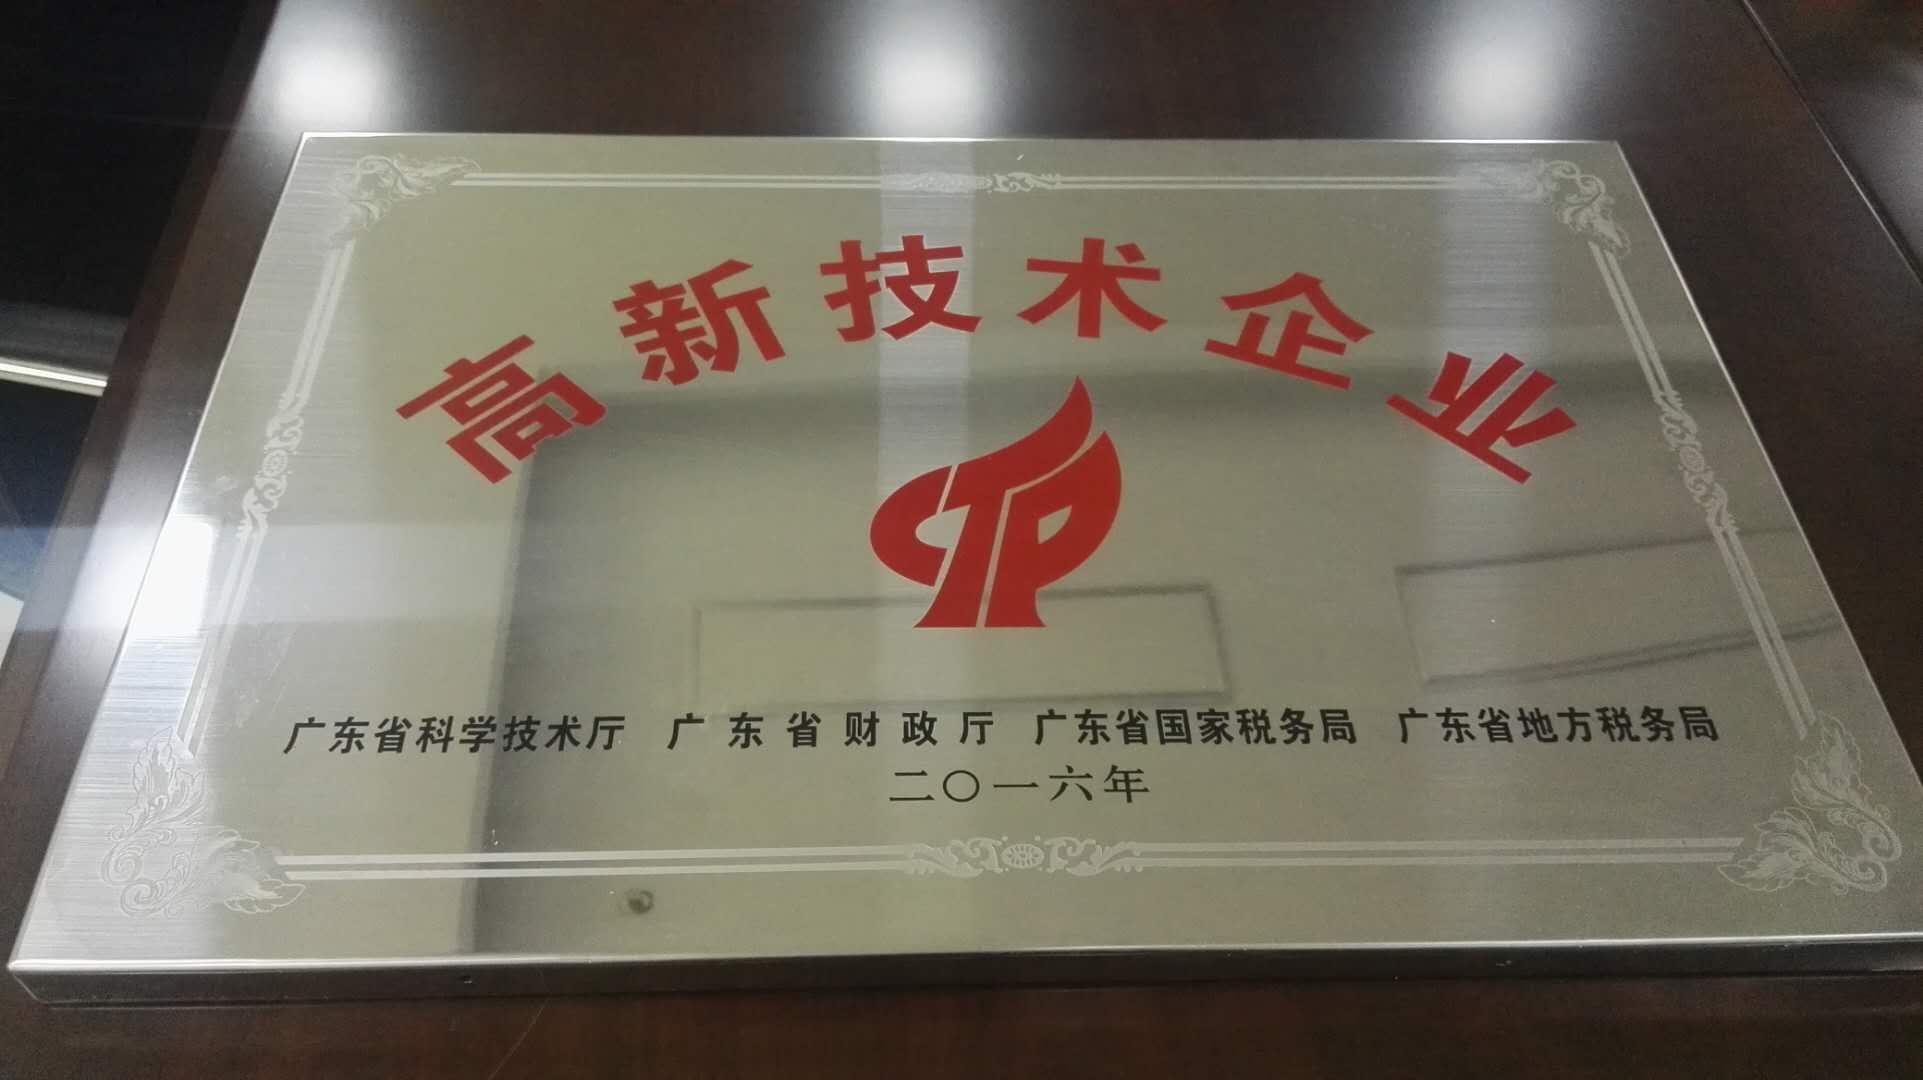 高新技术企业
广东省科学技术厅 广东省财政厅 广东省国家税务局 广东省地方税务局
二〇一六年